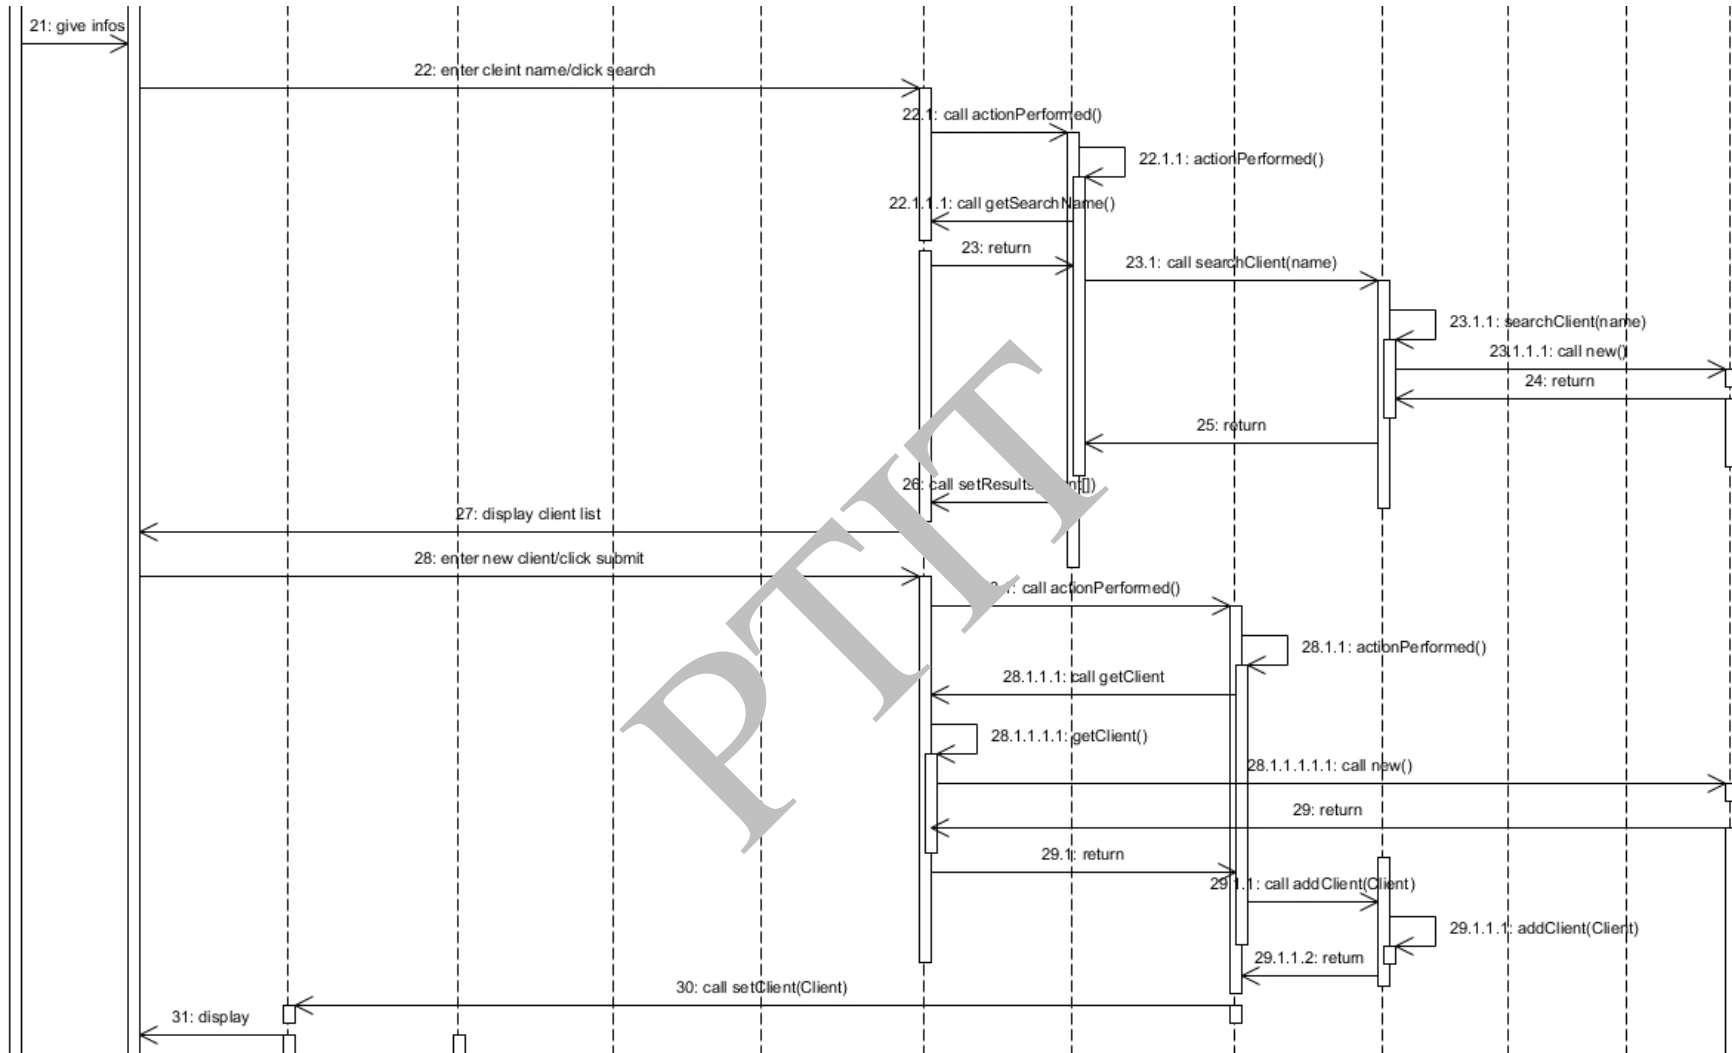 21: give infos
22: enter cleint name/click search
22.1: call actionPerformed()
22.1.1: actionPerformed()
22.1.1.1: call getSearchName()
23: return
23.1: call searchClient(name)
23.1.1: searchClient(name)
23.1.1.1: call new()
24: return
25: return
26: call setResults
nt[])
27: display client list
28: enter new client/click submit
call actionPerformed()
28.1.1: actionPerformed()
28.1.1.1: call getClient
28.1.1.1.1: getClient()
28.1.1.1.1.1: call new()
29: return
29.1: return
29.1.1: call addClient(Client)
29.1.1.1: addClient(Client)
29.1.1.2: return
30: call setClient(Client)
31: display
PTIT